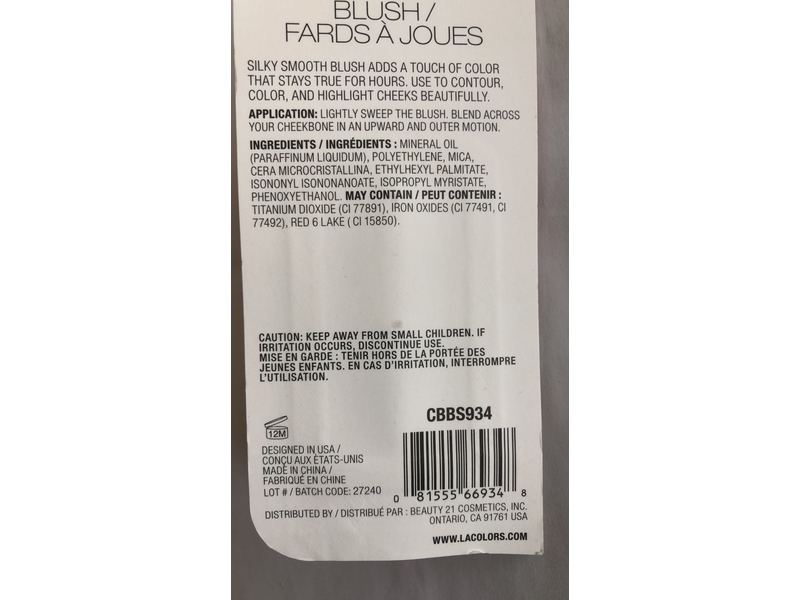 BLUSH /
FARDS À JOUES
SILKY SMOOTH BLUSH ADDS A TOUCH OF COLOR
THAT STAYS TRUE FOR HOURS. USE TO CONTOUR,
COLOR, AND HIGHLIGHT CHEEKS BEAUTIFULLY.
APPLICATION: LIGHTLY SWEEP THE BLUSH. BLEND ACROSS
YOUR CHEEKBONE IN AN UPWARD AND OUTER MOTION.
INGREDIENTS / INGRÉDIENTS : MINERAL OIL
(PARAFFINUM LIQUIDUM), POLYETHYLENE, MICA,
CERA MICROCRISTALLINA, ETHYLHEXYL PALMITATE,
ISONONYL ISONONANOATE, ISOPROPYL MYRISTATE,
PHENOXYETHANOL. MAY CONTAIN / PEUT CONTENIR :
TITANIUM DIOXIDE (CI 77891), IRON OXIDES (CI 77491, CI
77492), RED 6 LAKE ( CI 15850).
CAUTION: KEEP AWAY FROM SMALL CHILDREN. IF
IRRITATION OCCURS, DISCONTINUE USE.
MISE EN GARDE : TENIR HORS DE LA PORTÉE DES
JEUNES ENFANTS. EN CAS D'IRRITATION, INTERROMPRE
L'UTILISATION.
CBBS934
12M
DESIGNED IN USA /
CONÇU AUX ÉTATS-UNIS
MADE IN CHINA /
FABRIQUÉ EN CHINE
LOT # / BATCH CODE: 27240
0 81555 66934 8
DISTRIBUTED BY / DISTRIBUÉ PAR : BEAUTY 21 COSMETICS, INC.
ONTARIO, CA 91761 USA
WWW.LACOLORS.COM